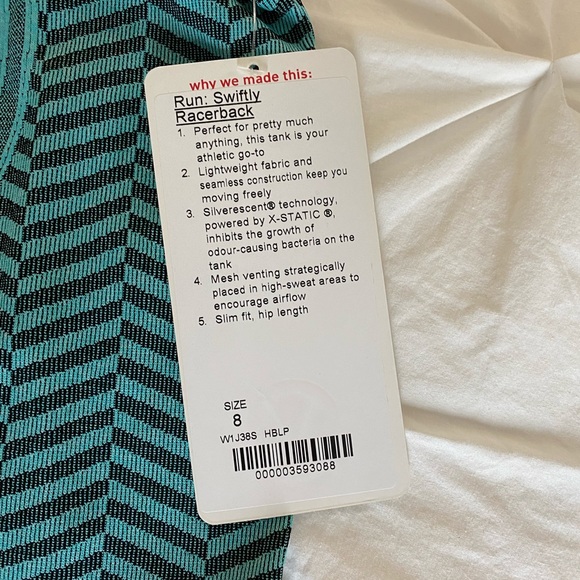 why we made this:
Run: Swiftly
Racerback
1. Perfect for pretty much
anything, this tank is your
athletic go-to
2. Lightweight fabric and
seamless construction keep you
moving freely
3. Silverescent® technology,
powered by X-STATIC ®,
inhibits the growth of
odour-causing bacteria on the
tank
4. Mesh venting strategically
placed in high-sweat areas to
encourage airflow
5. Slim fit, hip length
SIZE
8
W1J38S HBLP
000003593088